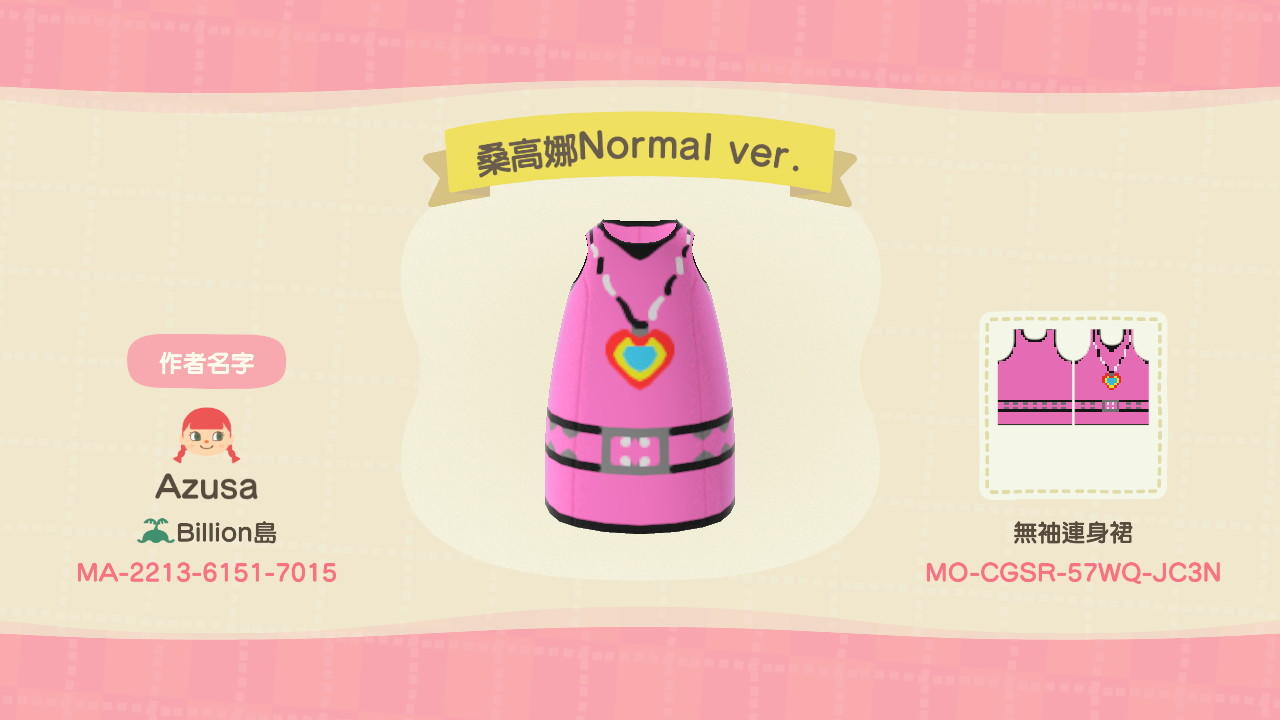 桑高娜Normal ver.
作者名字
Azusa
Billion島
MA-2213-6151-7015
無袖連身裙
MO-CGSR-57WQ-JC3N